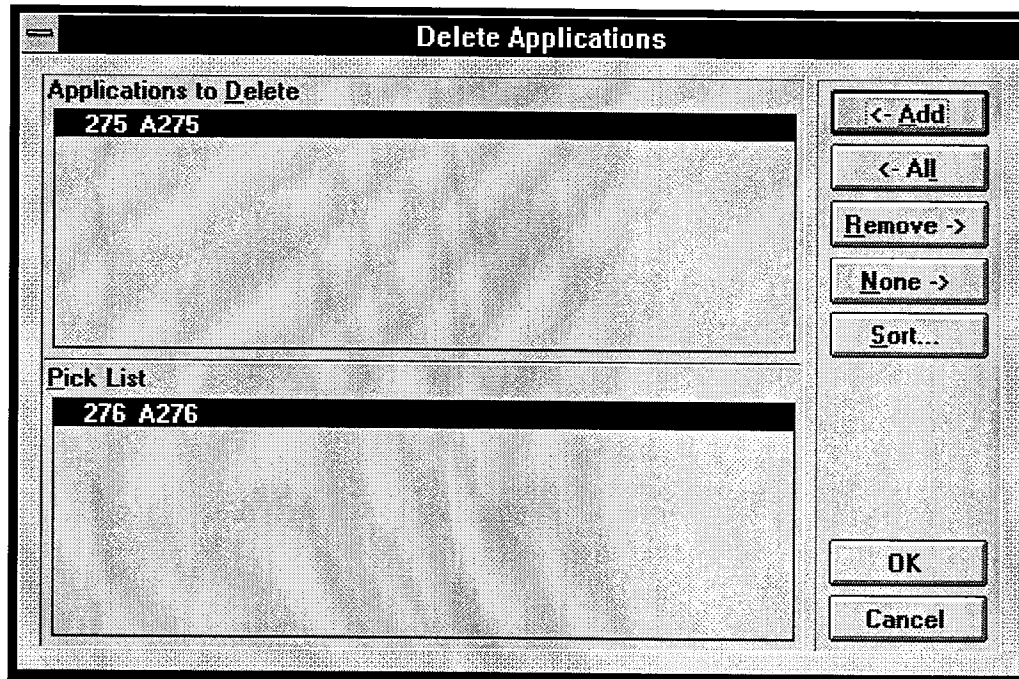 Delete Applications
Applications to Delete
275 A275
Pick List
276 A276
<- Add
<- All
Remove ->
None ->
Sort...
OK
Cancel